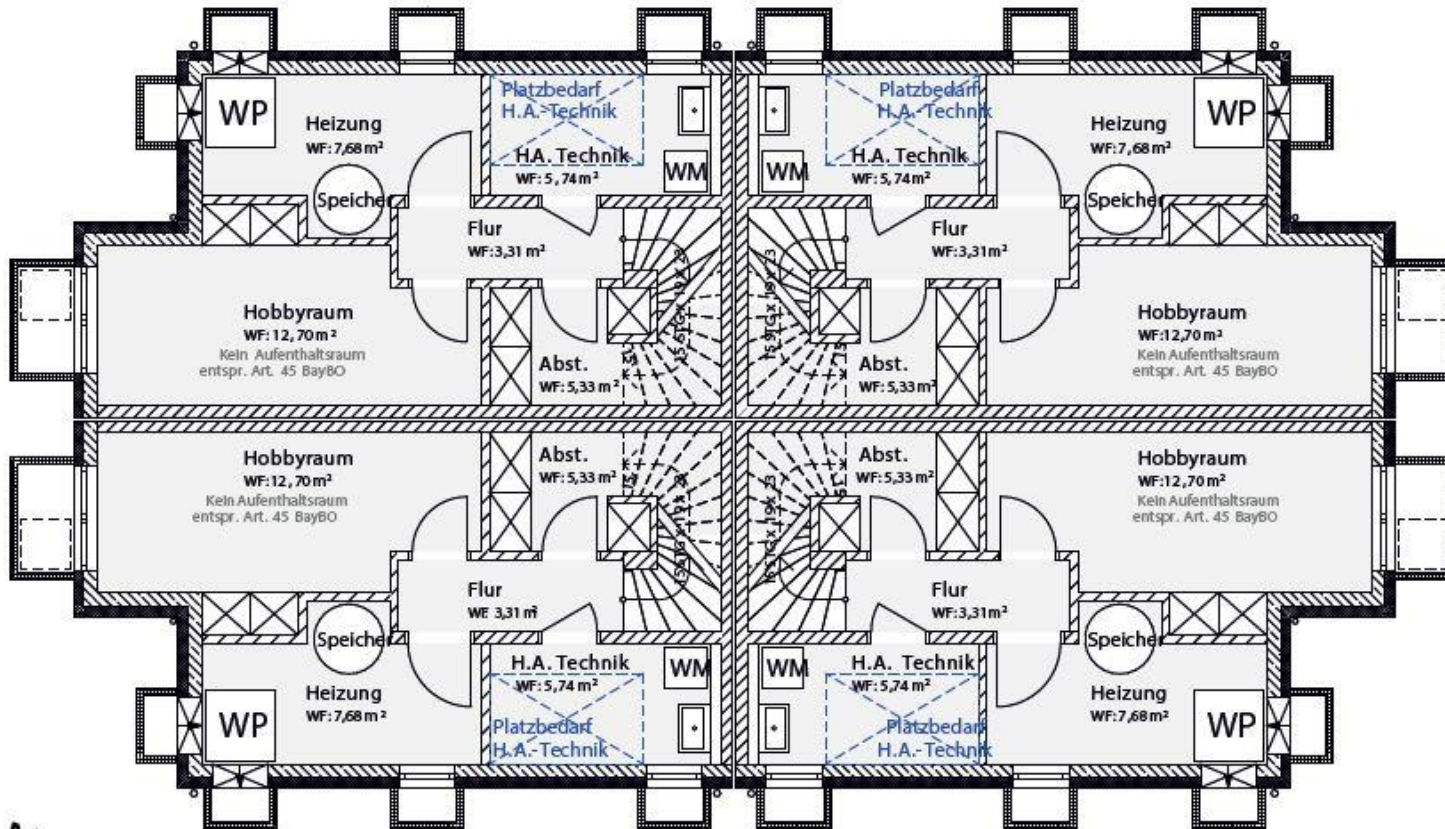 WP
Heizung
WF: 7,68 m²
Speicher
Platzbedarf
H.A.-Technik
H.A. Technik
WF: 5,74 m²
WM
Flur
WF: 3,31 m²
Hobbyraum
WF: 12,70 m²
Kein Aufenthaltsraum
entspr. Art. 45 BayBO
Abst.
WF: 5,33 m²
Platzbedarf
H.A.-Technik
WM
H.A. Technik
WF: 5,74 m²
Heizung
WF: 7,68 m²
WP
Speicher
Flur
WF: 3,31 m²
Abst.
WF: 5,33 m²
Hobbyraum
WF: 12,70 m²
Kein Aufenthaltsraum
entspr. Art. 45 BayBO
Hobbyraum
WF: 12,70 m²
Kein Aufenthaltsraum
entspr. Art. 45 BayBO
Abst.
WF: 5,33 m²
Flur
WF 3,31 m²
Speicher
H.A. Technik
WF: 5,74 m²
WM
WP
Heizung
WF: 7,68 m²
Platzbedarf
H.A.-Technik
Abst.
WF: 5,33 m²
Hobbyraum
WF: 12,70 m²
Kein Aufenthaltsraum
entspr. Art. 45 BayBO
Flur
WF: 3,31 m²
WM
H.A. Technik
WF: 5,74 m²
Speicher
Platzbedarf
H.A.-Technik
Heizung
WF: 7,68 m²
WP